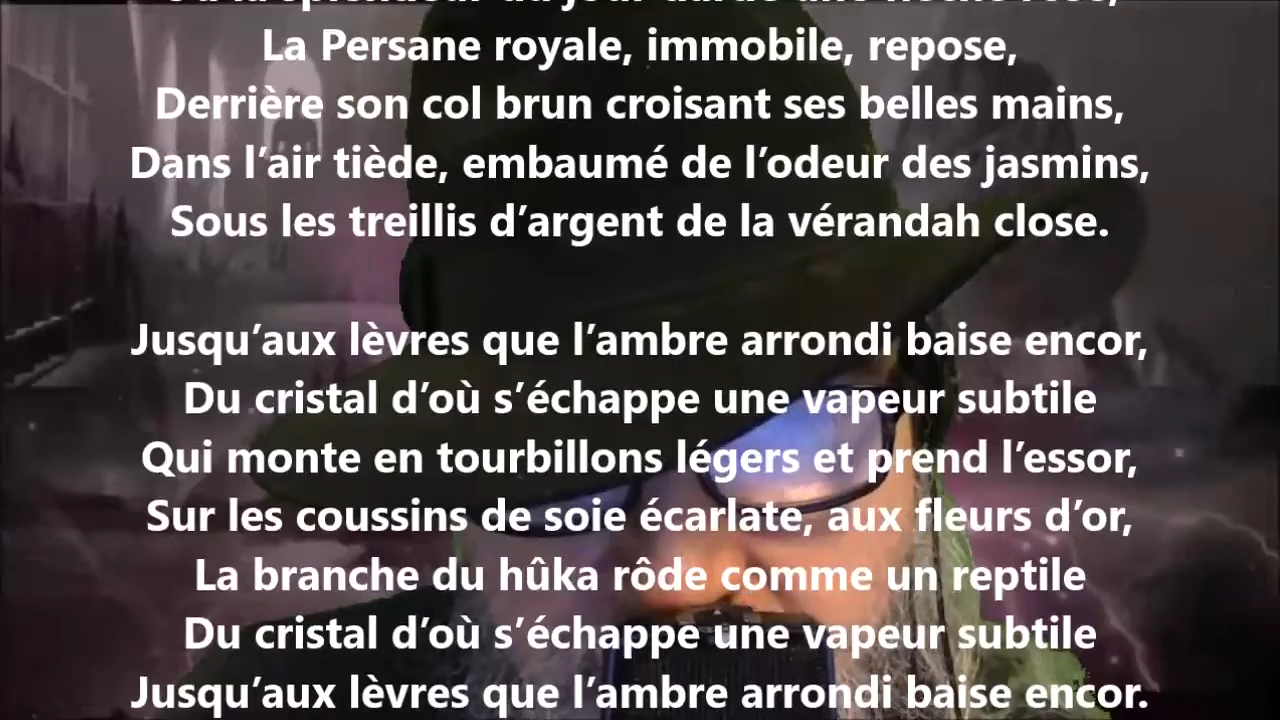 La Persane royale, immobile, repose,
Derrière son col brun croisant ses belles mains,
Dans l’air tiède, embaumé de l’odeur des jasmins,
Sous les treillis d’argent de la vérandah close.
Jusqu’aux lèvres que l’ambre arrondi baise encor,
Du cristal d’où s’échappe une vapeur subtile
Qui monte en tourbillons légers et prend l’essor,
Sur les coussins de soie écarlate, aux fleurs d’or,
La branche du hûka rôde comme un reptile
Du cristal d’où s’échappe une vapeur subtile
Jusqu’aux lèvres que l’ambre arrondi baise encor.